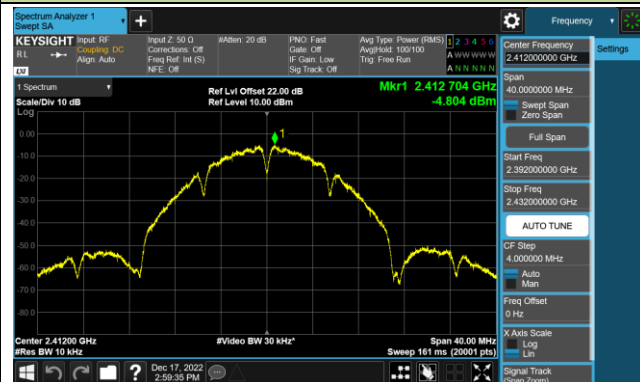 Spectrum Analyzer 1
Swept SA
Frequency
KEYSIGHT
RL
LXI
Input: RF
Coupling: DC
Align: Auto
Input Z: 50 Ω
Corrections: Off
Freq Ref: Int (S)
NFE: Off
#Atten: 20 dB
PNO: Fast
Gate: Off
IF Gain: Low
Sig Track: Off
Avg Type: Power (RMS)
Avg|Hold: 100/100
Trig: Free Run
1 2 3 4 5 6
A W W W W W
A N N N N N
1 Spectrum
Scale/Div 10 dB
Ref Lvl Offset 22.00 dB
Ref Level 10.00 dBm
Mkr1 2.412 704 GHz
-4.804 dBm
Log
1
0.00
-10.0
-20.0
-30.0
-40.0
-50.0
-60.0
-70.0
-80.0
Center 2.41200 GHz
#Res BW 10 kHz
#Video BW 30 kHz*
Span 40.00 MHz
Sweep 161 ms (20001 pts)
Dec 17, 2022
2:59:35 PM
Center Frequency
2.412000000 GHz
Settings
Span
40.0000000 MHz
Swept Span
Zero Span
Full Span
Start Freq
2.392000000 GHz
Stop Freq
2.432000000 GHz
AUTO TUNE
CF Step
4.000000 MHz
Auto
Man
Freq Offset
0 Hz
X Axis Scale
Log
Lin
Signal Track
(Span Zoom)